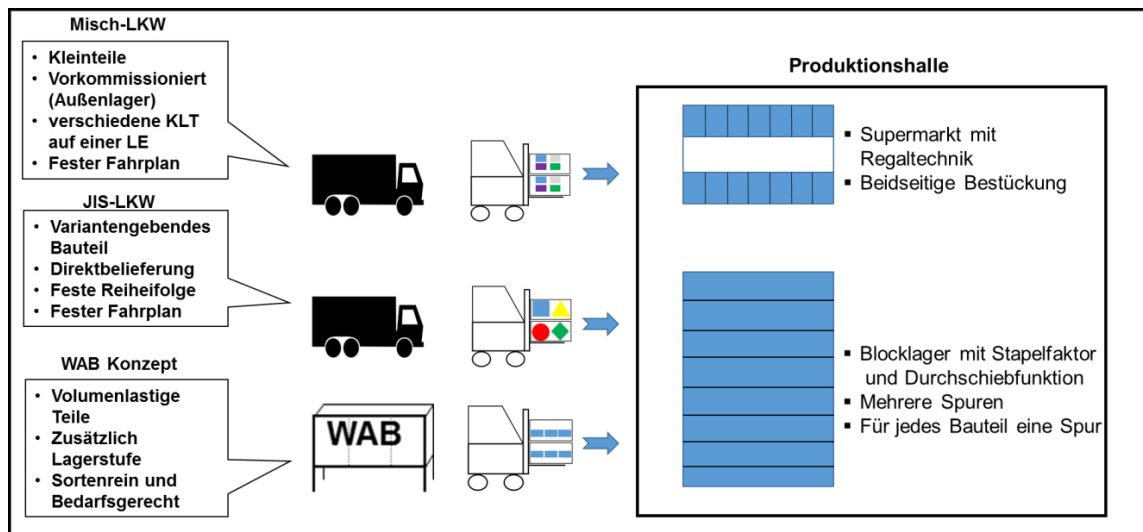 Misch-LKW
• Kleinteile
• Vorkommissioniert
(Außenlager)
• verschiedene KLT
auf einer LE
• Fester Fahrplan
JIS-LKW
• Variantengebendes
Bauteil
• Direktbelieferung
• Feste Reiheifolge
• Fester Fahrplan
WAB Konzept
• Volumenlastige
Teile
• Zusätzlich
Lagerstufe
• Sortenrein und
Bedarfsgerecht
WAB
Produktionshalle
▪ Supermarkt mit
Regaltechnik
▪ Beidseitige Bestückung
▪ Blocklager mit Stapelfaktor
und Durchschiebfunktion
▪ Mehrere Spuren
▪ Für jedes Bauteil eine Spur